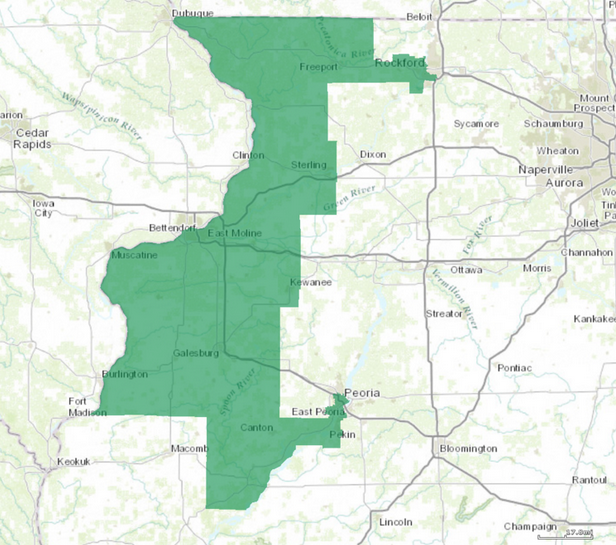 Dubuque
Beloit
Pecatonica River
Rockford
Freeport
Mount
Prospect
Wapsipinicon River
arion
Cedar
Rapids
Sycamore
Schaumburg
Clinton
Dixon
Wheaton
Sterling
Naperville
Aurora
Green River
Iowa
City
Fox River
Joliet
Bettendorf
East Moline
Channahon
Muscatine
Ottawa
Morris
Kewanee
Vermilion River
Streator
Kankakee
Galesburg
Pontiac
Burlington
Spoon River
Peoria
Fort
Madison
East Peoria
Canton
Pekin
Macomb
Bloomington
Keokuk
Rantoul
Lincoln
Champaign
17.0mi